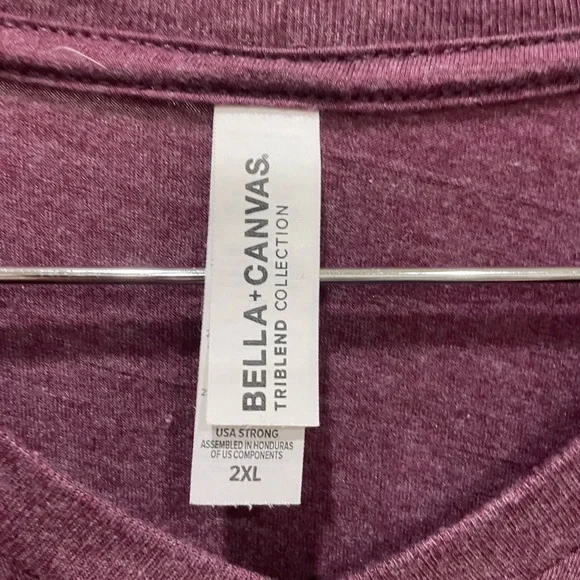 BELLA+CANVAS®
TRIBLEND COLLECTION
USA STRONG
ASSEMBLED IN HONDURAS
OF US COMPONENTS
2XL